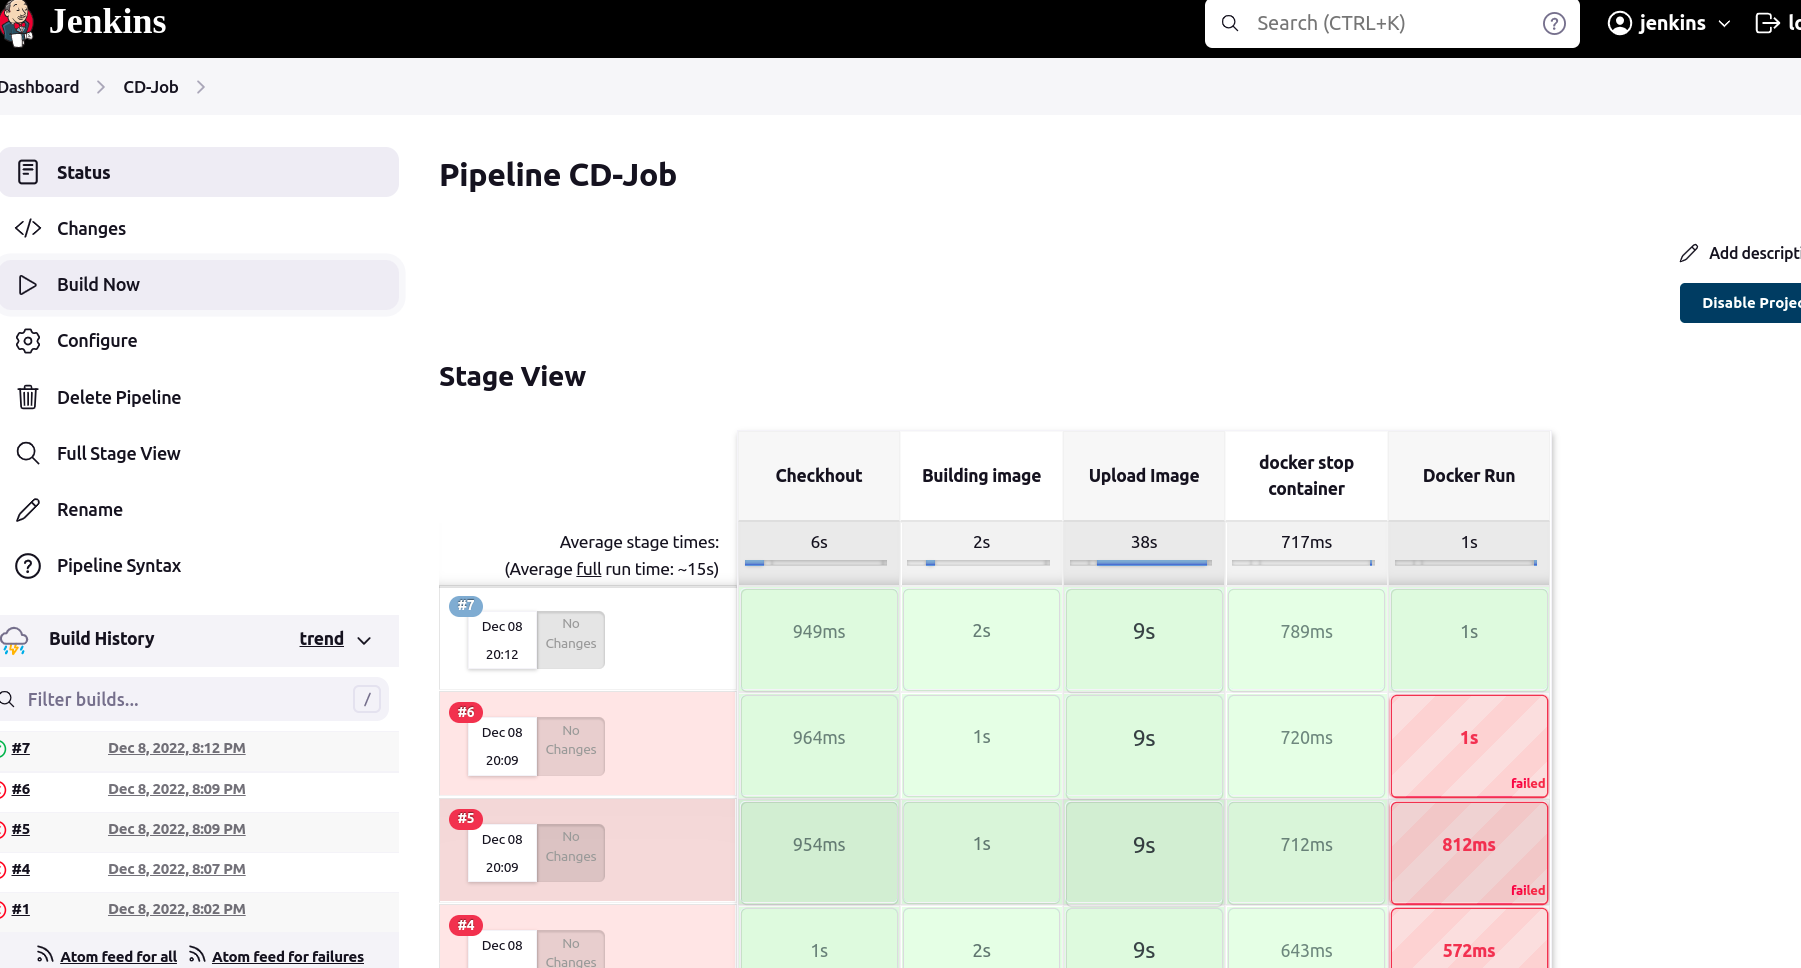 Jenkins
Search (CTRL+K)
jenkins
Dashboard
CD-Job
Status
Changes
Build Now
Configure
Delete Pipeline
Full Stage View
Rename
Pipeline Syntax
Build History
trend
Filter builds...
/
#7 Dec 8, 2022, 8:12 PM
#6 Dec 8, 2022, 8:09 PM
#5 Dec 8, 2022, 8:09 PM
#4 Dec 8, 2022, 8:07 PM
#1 Dec 8, 2022, 8:02 PM
Atom feed for all Atom feed for failures
Pipeline CD-Job
Add descripti
Disable Projec
Stage View
Checkhout
Building image
Upload Image
docker stop
container
Docker Run
Average stage times:
(Average full run time: ~15s)
6s
2s
38s
717ms
1s
#7
Dec 08
20:12
No
Changes
949ms
2s
9s
789ms
1s
#6
Dec 08
20:09
No
Changes
964ms
1s
9s
720ms
1s
failed
#5
Dec 08
20:09
No
Changes
954ms
1s
9s
712ms
812ms
failed
#4
Dec 08
No
Changes
1s
2s
9s
643ms
572ms